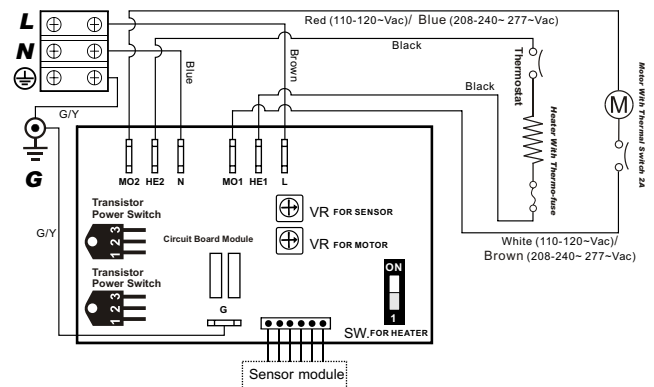 L
N
G
G/Y
G/Y
Blue
Brown
Red (110-120~Vac)/ Blue (208-240~ 277~Vac)
Black
Black
Thermostat
Heater With Thermo-fuse
M
Motor With Thermal Switch 2A
White (110-120~Vac)/
Brown (208-240~ 277~Vac)
MO2 HE2 N MO1 HE1 L
Transistor
Power Switch
1 2 3
Transistor
Power Switch
1 2 3
Circuit Board Module
G
VR FOR SENSOR
VR FOR MOTOR
ON
1
SW. FOR HEATER
Sensor module